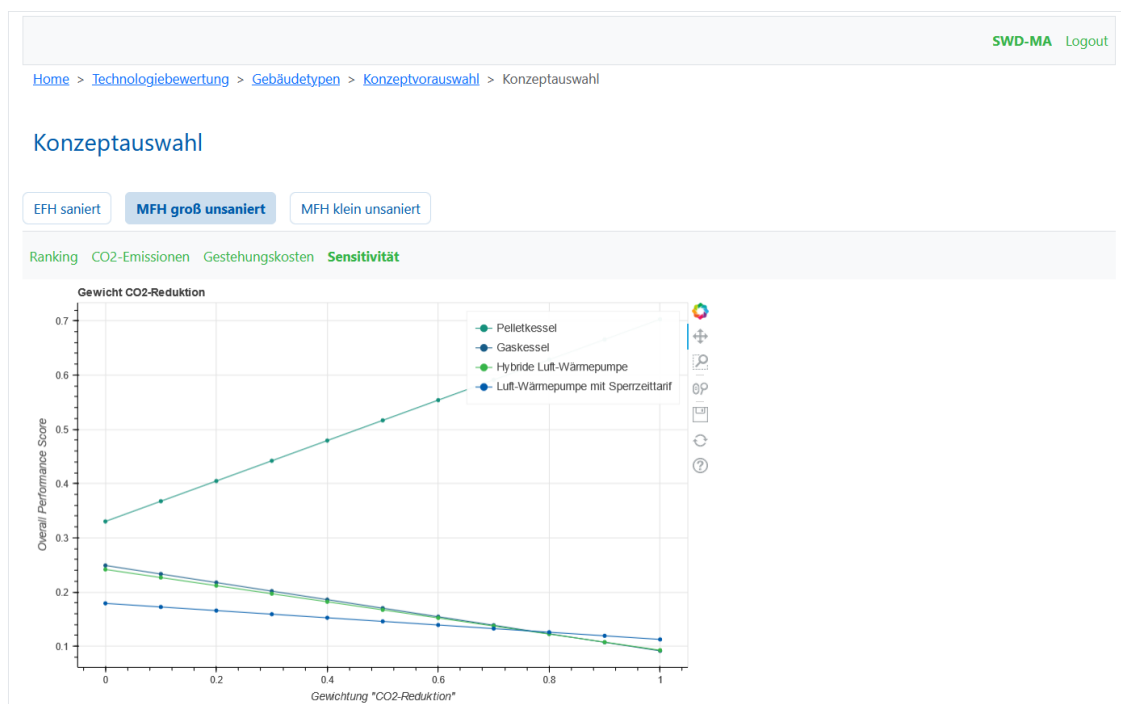 SWD-MA Logout
Home > Technologiebewertung > Gebäudetypen > Konzeptvorauswahl > Konzeptauswahl
Konzeptauswahl
EFH saniert MFH groß unsaniert MFH klein unsaniert
Ranking CO2-Emissionen Gestehungskosten Sensitivität
Gewicht CO2-Reduktion
Pelletkessel
Gaskessel
Hybride Luft-Wärmepumpe
Luft-Wärmepumpe mit Sperrzeittarif
Overall Performance Score
0.7
0.6
0.5
0.4
0.3
0.2
0.1
0 0.2 0.4 0.6 0.8 1
Gewichtung "CO2-Reduktion"